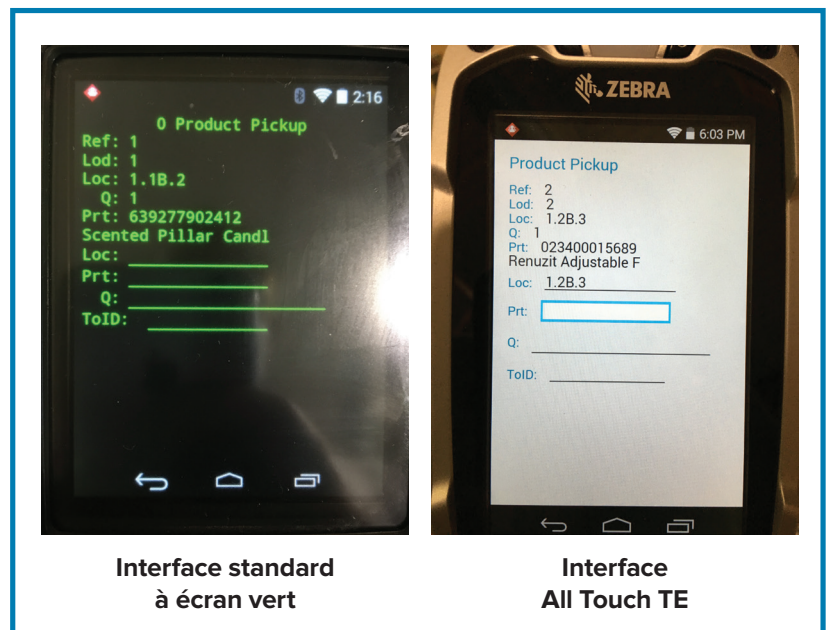 2:16
0 Product Pickup
Ref: 1
Lod: 1
Loc: 1.1B.2
Q: 1
Prt: 639277902412
Scented Pillar Candl
Loc:
Prt:
Q:
ToID:
Interface standard
à écran vert
ZEBRA
6:03 PM
Product Pickup
Ref: 2
Lod: 2
Loc: 1.2B.3
Q: 1
Prt: 023400015689
Renuzit Adjustable F
Loc: 1.2B.3
Prt:
Q:
ToID:
Interface
All Touch TE